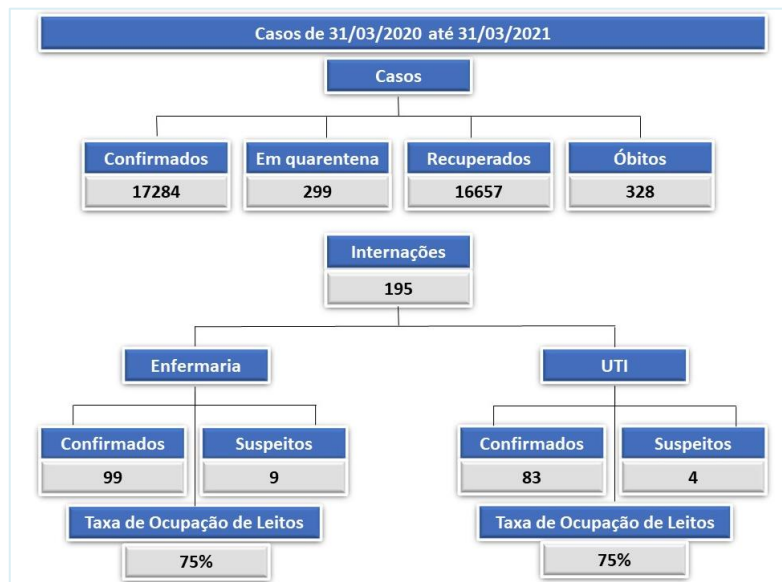 Casos de 31/03/2020 até 31/03/2021
Casos
Confirmados Em quarentena Recuperados Óbitos
17284 299 16657 328
Internações
195
Enfermaria UTI
Confirmados Suspeitos Confirmados Suspeitos
99 9 83 4
Taxa de Ocupação de Leitos Taxa de Ocupação de Leitos
75% 75%